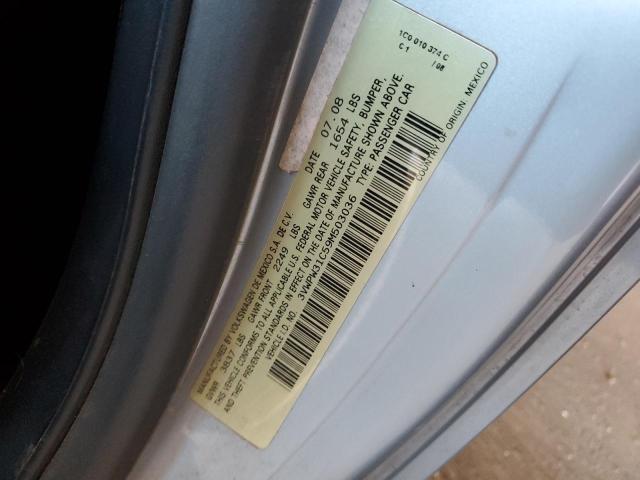 1C0 010 374 C
C1 / 08
MANUFACTURED BY VOLKSWAGEN DE MEXICO S.A. DE C.V. DATE 07.08
GVWR 3837 LBS GAWR FRONT 2249 LBS GAWR REAR 1654 LBS
THIS VEHICLE CONFORMS TO ALL APPLICABLE U.S. FEDERAL MOTOR VEHICLE SAFETY, BUMPER,
AND THEFT PREVENTION STANDARDS IN EFFECT ON THE DATE OF MANUFACTURE SHOWN ABOVE.
VEHICLE I.D. NO. 3VWPW31C59M503036 TYPE: PASSENGER CAR
COUNTRY OF ORIGIN: MEXICO